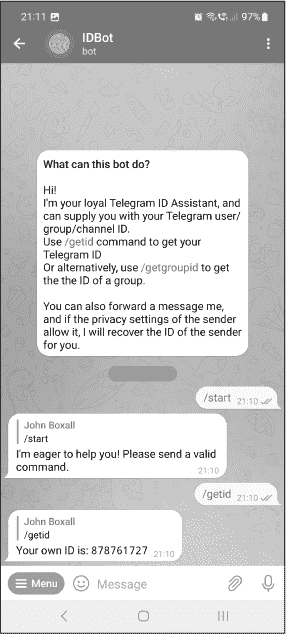 21:11
97%
IDBot
bot
What can this bot do?
Hi!
I'm your loyal Telegram ID Assistant, and
can supply you with your Telegram user/
group/channel ID.
Use /getid command to get your
Telegram ID
Or alternatively, use /getgroupid to get
the the ID of a group.
You can also forward a message me,
and if the privacy settings of the sender
allow it, I will recover the ID of the sender
for you.
/start 21:10
John Boxall
/start
I'm eager to help you! Please send a valid
command. 21:10
/getid 21:10
John Boxall
/getid
Your own ID is: 878761727 21:10
Menu
Message